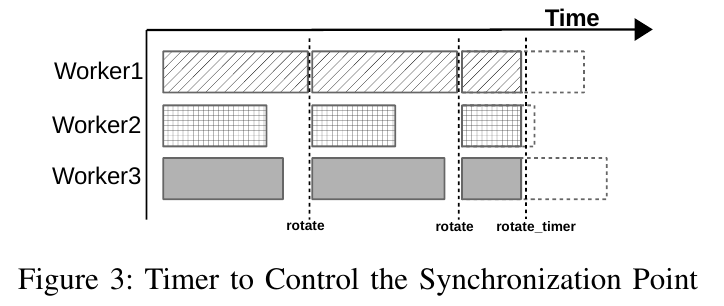 Time
Worker1
Worker2
Worker3
rotate rotate rotate_timer
Figure 3: Timer to Control the Synchronization Point